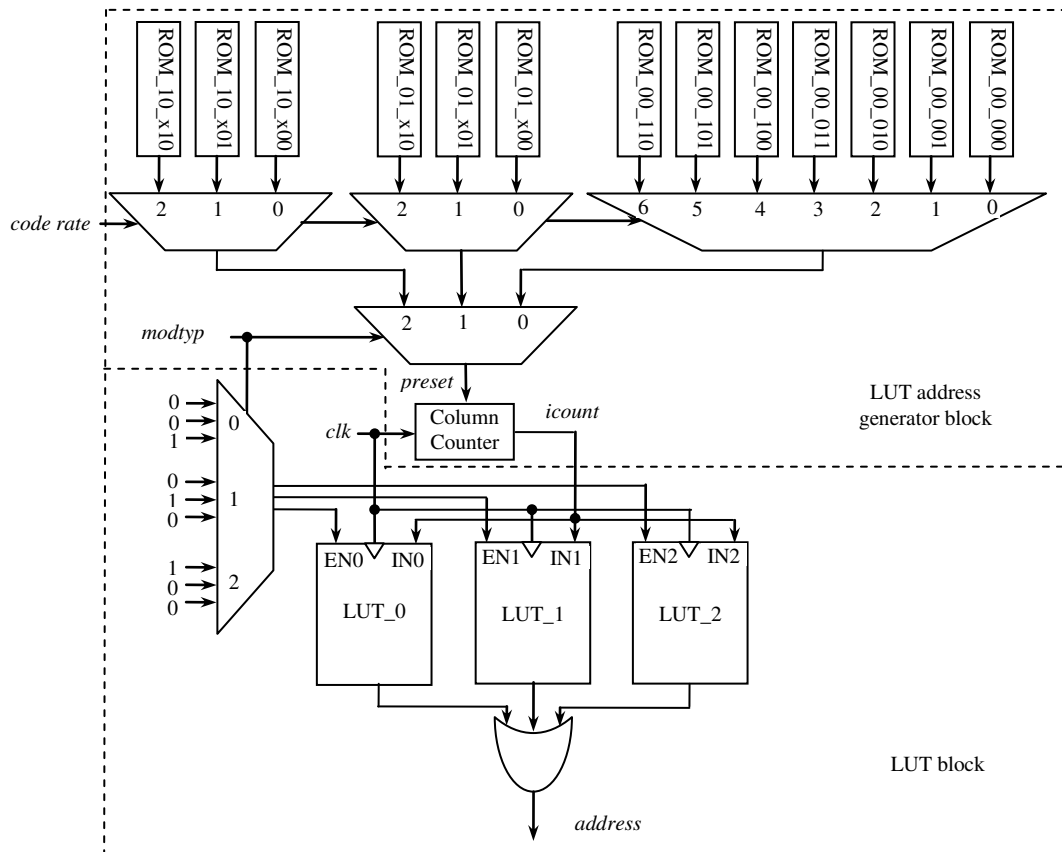 ROM_10_x10
ROM_10_x01
ROM_10_x00
ROM_01_x10
ROM_01_x01
ROM_01_x00
ROM_00_110
ROM_00_101
ROM_00_100
ROM_00_011
ROM_00_010
ROM_00_001
ROM_00_000
2 1 0
2 1 0
6 5 4 3 2 1 0
code rate
2 1 0
modtyp
preset
LUT address
generator block
0
0
1
0
clk
Column
Counter
icount
0
1
0
1
1
0
0
2
EN0 IN0
LUT_0
EN1 IN1
LUT_1
EN2 IN2
LUT_2
LUT block
address